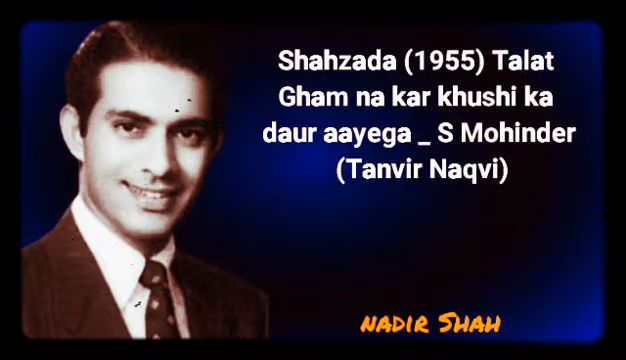 Shahzada (1955) Talat
Gham na kar khushi ka
daur aayega _ S Mohinder
(Tanvir Naqvi)
NADIR SHAH